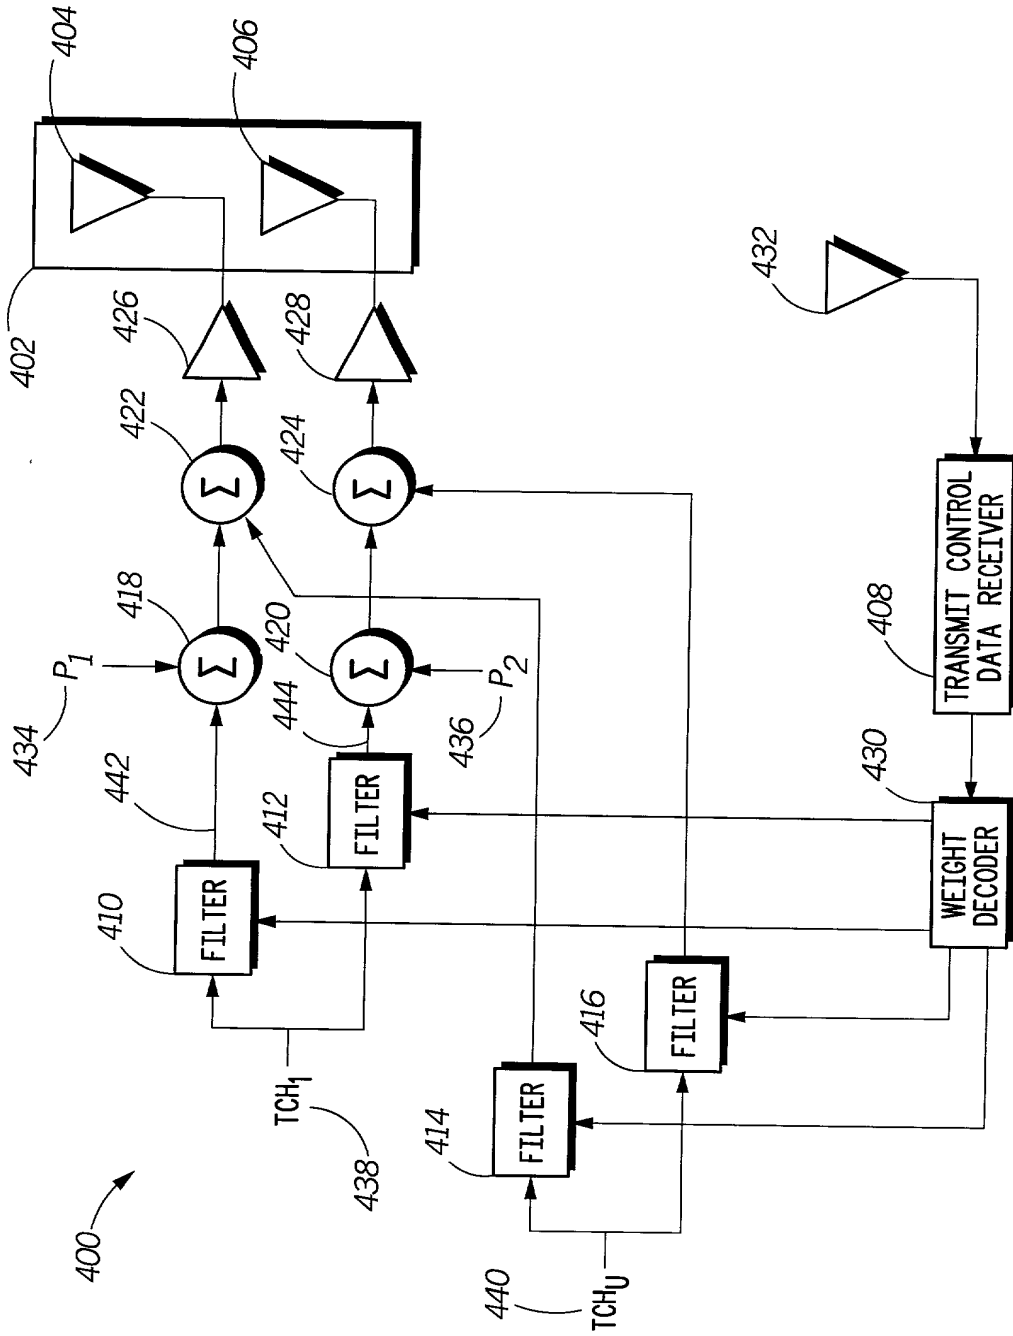 400
402
404
406
434
P1
418
422
426
442
444
420
424
428
Σ
Σ
Σ
Σ
410
FILTER
412
FILTER
436
P2
TCH1
438
414
FILTER
416
FILTER
440
TCHU
430
WEIGHT
DECODER
408
TRANSMIT CONTROL
DATA RECEIVER
432